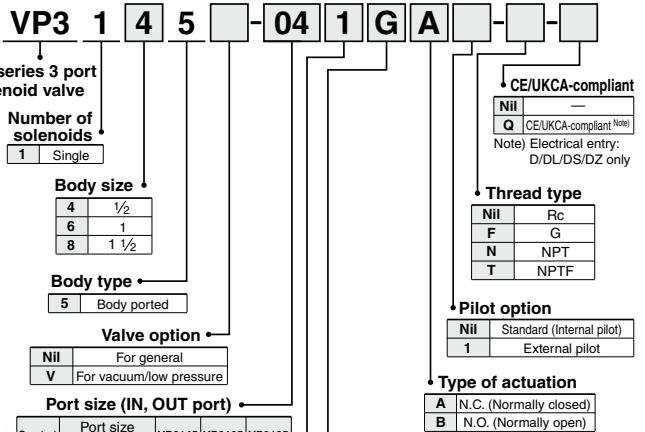 VP3 1 4 5 - 04 1 G A - -
series 3 port
enoid valve
Number of
solenoids
1 Single
Body size
4 1/2
6 1
8 1 1/2
Body type
5 Body ported
Valve option
Nil For general
V For vacuum/low pressure
Port size (IN, OUT port)
Port size
CE/UKCA-compliant
Nil —
Q CE/UKCA-compliant Note)
Note) Electrical entry:
D/DL/DS/DZ only
Thread type
Nil Rc
F G
N NPT
T NPTF
Pilot option
Nil Standard (Internal pilot)
1 External pilot
Type of actuation
A N.C. (Normally closed)
B N.O. (Normally open)